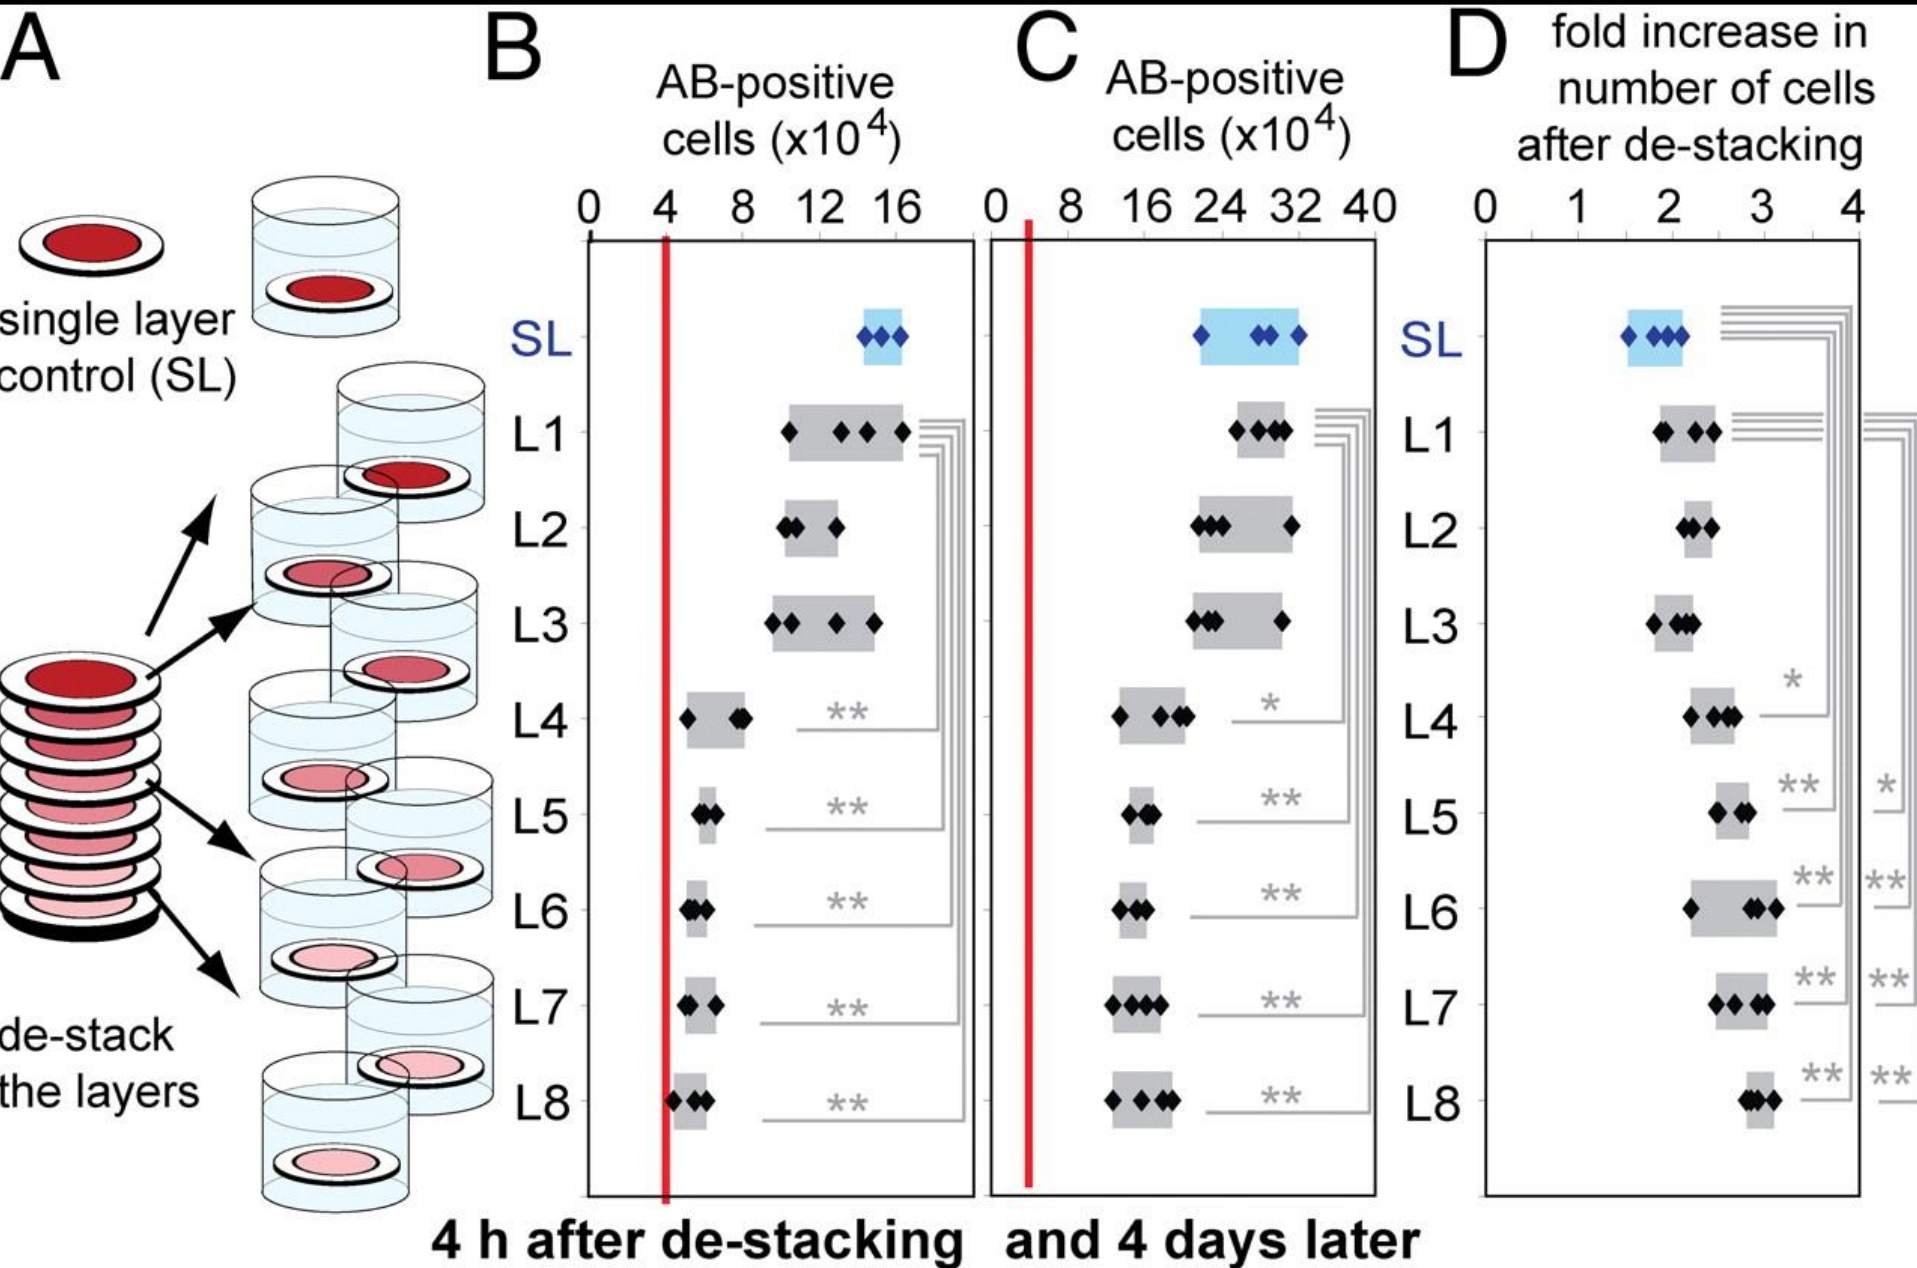 A
single layer
control (SL)
de-stack
the layers
B
AB-positive
cells (x10⁴)
0 4 8 12 16
SL
L1
L2
L3
L4 **
L5 **
L6 **
L7 **
L8 **
4 h after de-stacking
C
AB-positive
cells (x10⁴)
0 8 16 24 32 40
*
**
**
**
**
and 4 days later
D
fold increase in
number of cells
after de-stacking
0 1 2 3 4
SL
L1
L2
L3
L4 *
L5 ** *
L6 ** **
L7 ** **
L8 ** **